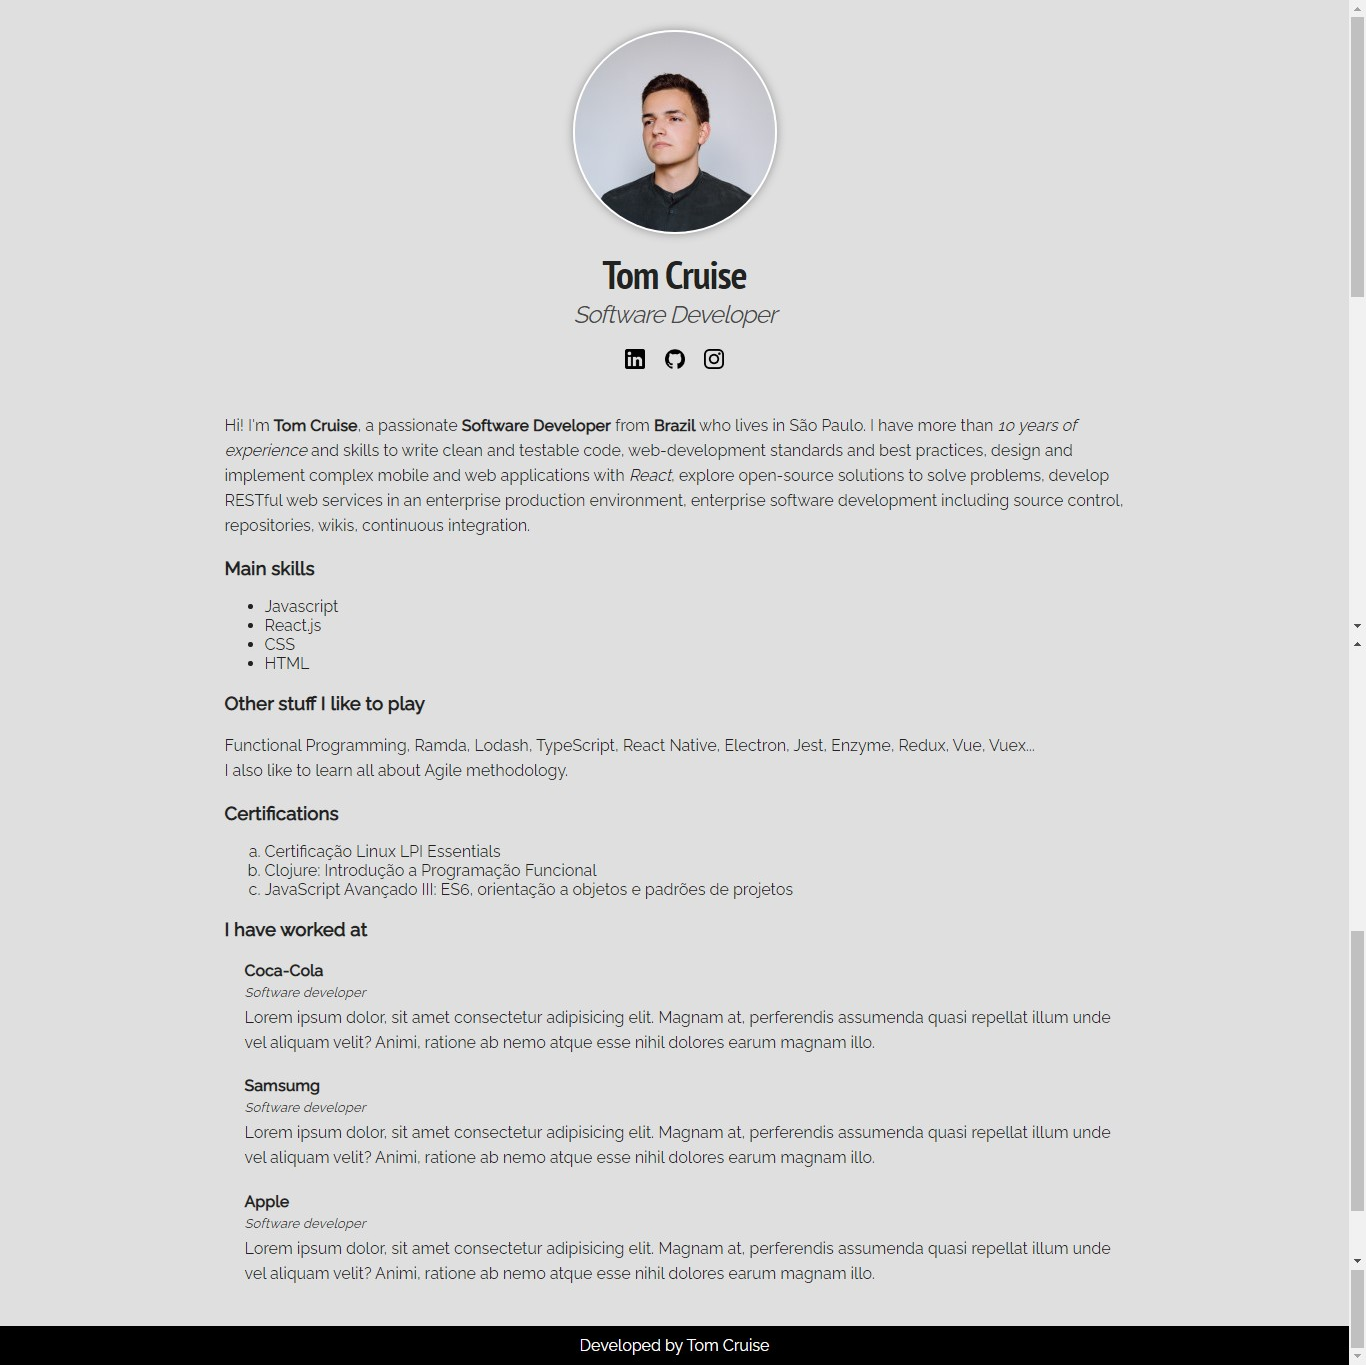 Tom Cruise
Software Developer
in
Hi! I'm Tom Cruise, a passionate Software Developer from Brazil who lives in São Paulo. I have more than 10 years of
experience and skills to write clean and testable code, web-development standards and best practices, design and
implement complex mobile and web applications with React, explore open-source solutions to solve problems, develop
RESTful web services in an enterprise production environment, enterprise software development including source control,
repositories, wikis, continuous integration.
Main skills
• Javascript
• React.js
• CSS
• HTML
Other stuff I like to play
Functional Programming, Ramda, Lodash, TypeScript, React Native, Electron, Jest, Enzyme, Redux, Vue, Vuex...
I also like to learn all about Agile methodology.
Certifications
a. Certificação Linux LPI Essentials
b. Clojure: Introdução a Programação Funcional
c. JavaScript Avançado III: ES6, orientação a objetos e padrões de projetos
I have worked at
Coca-Cola
Software developer
Lorem ipsum dolor, sit amet consectetur adipisicing elit. Magnam at, perferendis assumenda quasi repellat illum unde
vel aliquam velit? Animi, ratione ab nemo atque esse nihil dolores earum magnam illo.
Samsumg
Software developer
Lorem ipsum dolor, sit amet consectetur adipisicing elit. Magnam at, perferendis assumenda quasi repellat illum unde
vel aliquam velit? Animi, ratione ab nemo atque esse nihil dolores earum magnam illo.
Apple
Software developer
Lorem ipsum dolor, sit amet consectetur adipisicing elit. Magnam at, perferendis assumenda quasi repellat illum unde
vel aliquam velit? Animi, ratione ab nemo atque esse nihil dolores earum magnam illo.
Developed by Tom Cruise